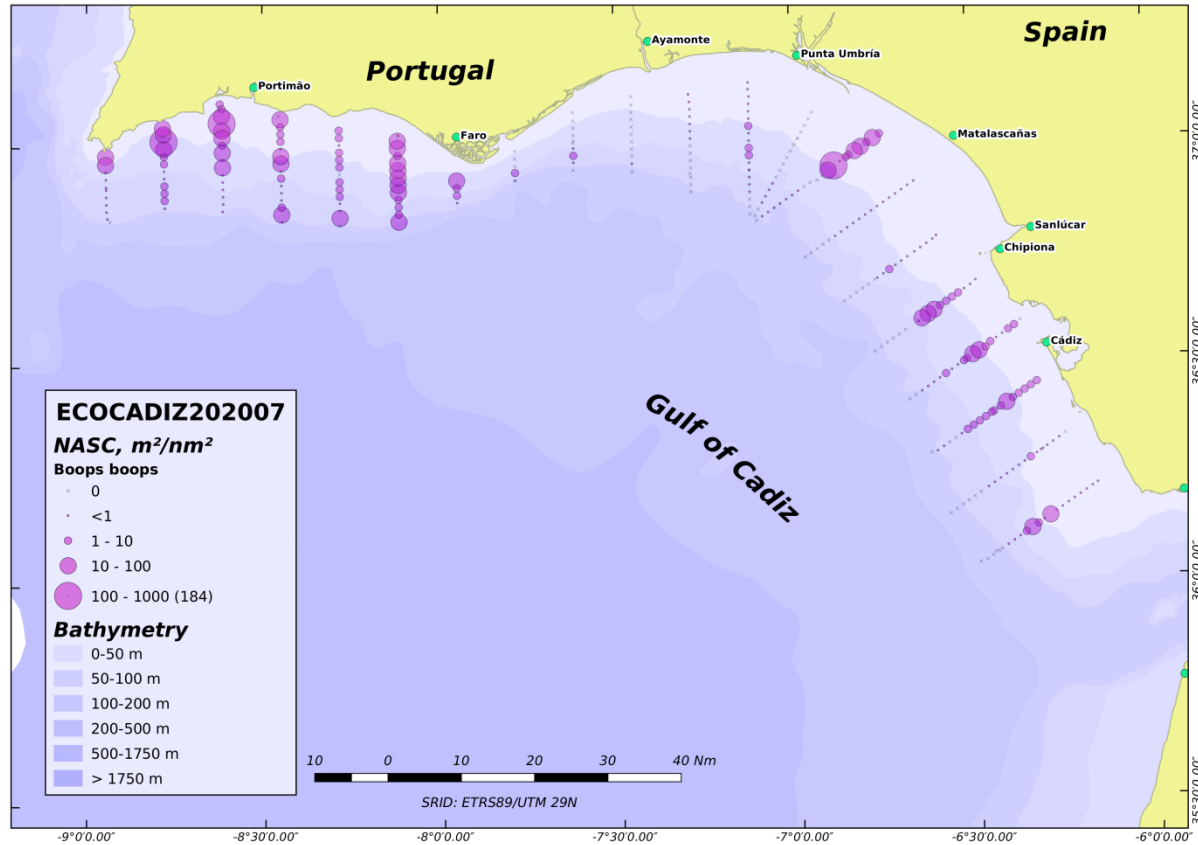 Spain
Portugal
Ayamonte
Punta Umbría
Portimão
Faro
Matalascañas
Sanlúcar
Chipiona
Cádiz
Gulf of Cadiz
ECOCADIZ202007
NASC, m²/nm²
Boops boops
0
<1
1 - 10
10 - 100
100 - 1000 (184)
Bathymetry
0-50 m
50-100 m
100-200 m
200-500 m
500-1750 m
> 1750 m
10 0 10 20 30 40 Nm
SRID: ETRS89/UTM 29N
37°0'0.00"
36°30'0.00"
36°0'0.00"
35°30'0.00"
-9°0'0.00"
-8°30'0.00"
-8°0'0.00"
-7°30'0.00"
-7°0'0.00"
-6°30'0.00"
-6°0'0.00"